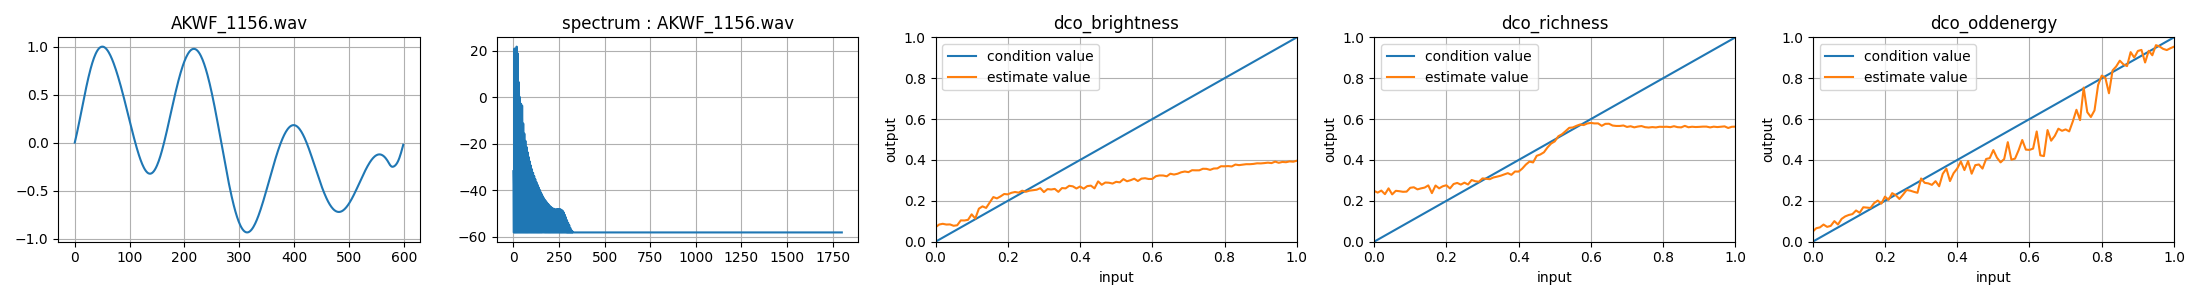 AKWF_1156.wav
1.0
0.5
0.0
−0.5
−1.0
0 100 200 300 400 500 600
spectrum : AKWF_1156.wav
20
0
−20
−40
−60
0 250 500 750 1000 1250 1500 1750
dco_brightness
condition value
estimate value
output
1.0
0.8
0.6
0.4
0.2
0.0
0.0 0.2 0.4 0.6 0.8 1.0
input
dco_richness
condition value
estimate value
output
1.0
0.8
0.6
0.4
0.2
0.0
0.0 0.2 0.4 0.6 0.8 1.0
input
dco_oddenergy
condition value
estimate value
output
1.0
0.8
0.6
0.4
0.2
0.0
0.0 0.2 0.4 0.6 0.8 1.0
input